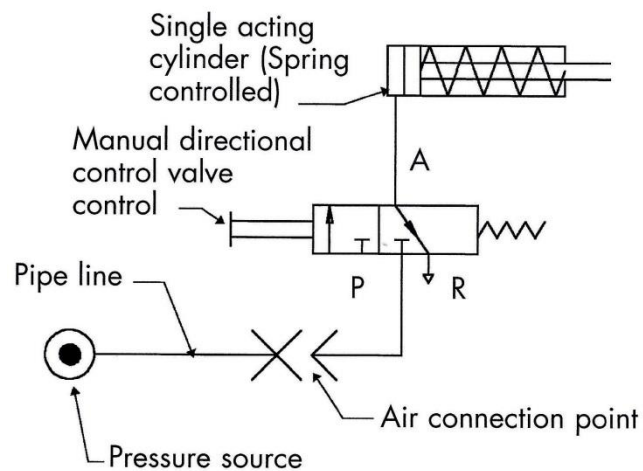 Single acting
cylinder (Spring
controlled)
A
Manual directional
control valve
control
P
R
Pipe line
Air connection point
Pressure source